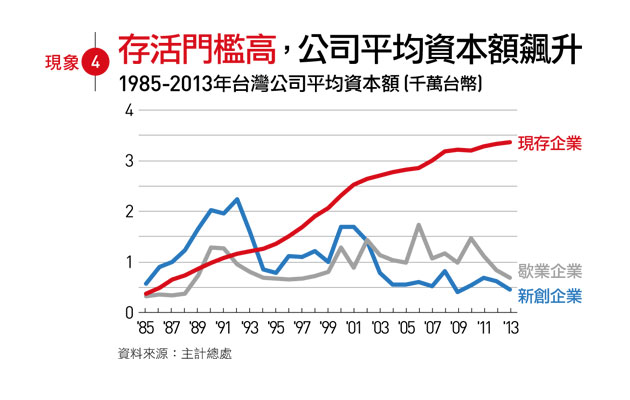 現象 4
存活門檻高，公司平均資本額飆升
1985-2013年台灣公司平均資本額(千萬台幣)
4
3
2
1
0
現存企業
歇業企業
新創企業
'85 '87 '89 '91 '93 '95 '97 '99 '01 '03 '05 '07 '09 '11 '13
資料來源：主計總處